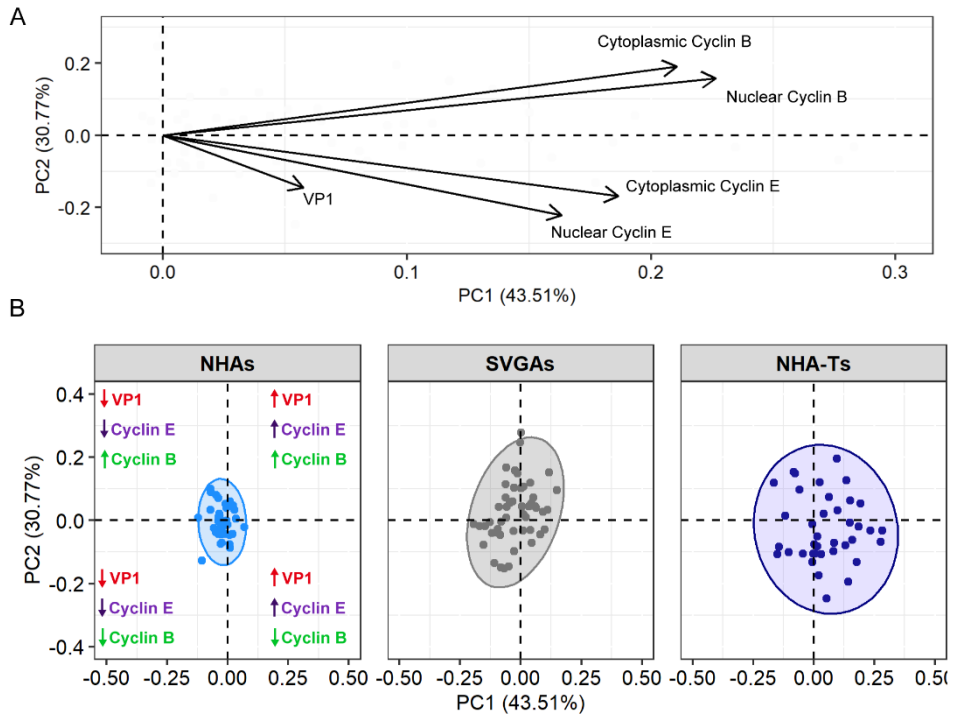 A
PC2 (30.77%)
0.2
0.0
-0.2
Cytoplasmic Cyclin B
Nuclear Cyclin B
Cytoplasmic Cyclin E
VP1
Nuclear Cyclin E
0.0 0.1 0.2 0.3
PC1 (43.51%)
B
NHAs SVGAs NHA-Ts
PC2 (30.77%)
0.4
0.2
0.0
-0.2
-0.4
↓VP1 ↑VP1
↓Cyclin E ↑Cyclin E
↑Cyclin B ↑Cyclin B
↓VP1 ↑VP1
↓Cyclin E ↑Cyclin E
↓Cyclin B ↓Cyclin B
-0.50 -0.25 0.00 0.25 0.50 -0.50 -0.25 0.00 0.25 0.50 -0.50 -0.25 0.00 0.25 0.50
PC1 (43.51%)